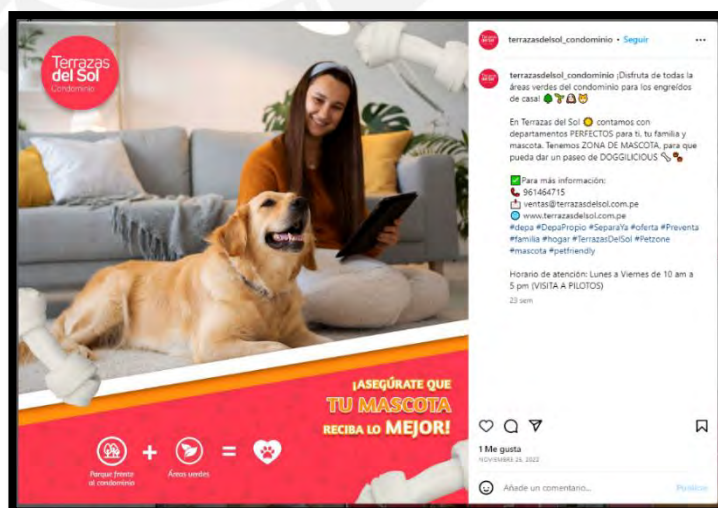 Terrazas
del Sol
Condominio
¡ASEGÚRATE QUE
TU MASCOTA
RECIBA LO MEJOR!
Parque frente
al condominio
+
Áreas verdes
=
terrazasdelsol_condominio • Seguir
...
terrazasdelsol_condominio ¡Disfruta de todas la
áreas verdes del condominio para los engreídos
de casa!
En Terrazas del Sol contamos con
departamentos PERFECTOS para ti, tu familia y
mascota. Tenemos ZONA DE MASCOTA, para que
pueda dar un paseo de DOGGILICIOUS
Para más información:
961464715
ventas@terrazasdelsol.com.pe
www.terrazasdelsol.com.pe
#depa #DepaPropio #SeparaYa #oferta #Preventa
#familia #hogar #TerrazasDelSol #Petzone
#mascota #petfriendly
Horario de atención: Lunes a Viernes de 10 am a
5 pm (VISITA A PILOTOS)
23 sem
1 Me gusta
NOVIEMBRE 25, 2022
Añade un comentario...
Publicar